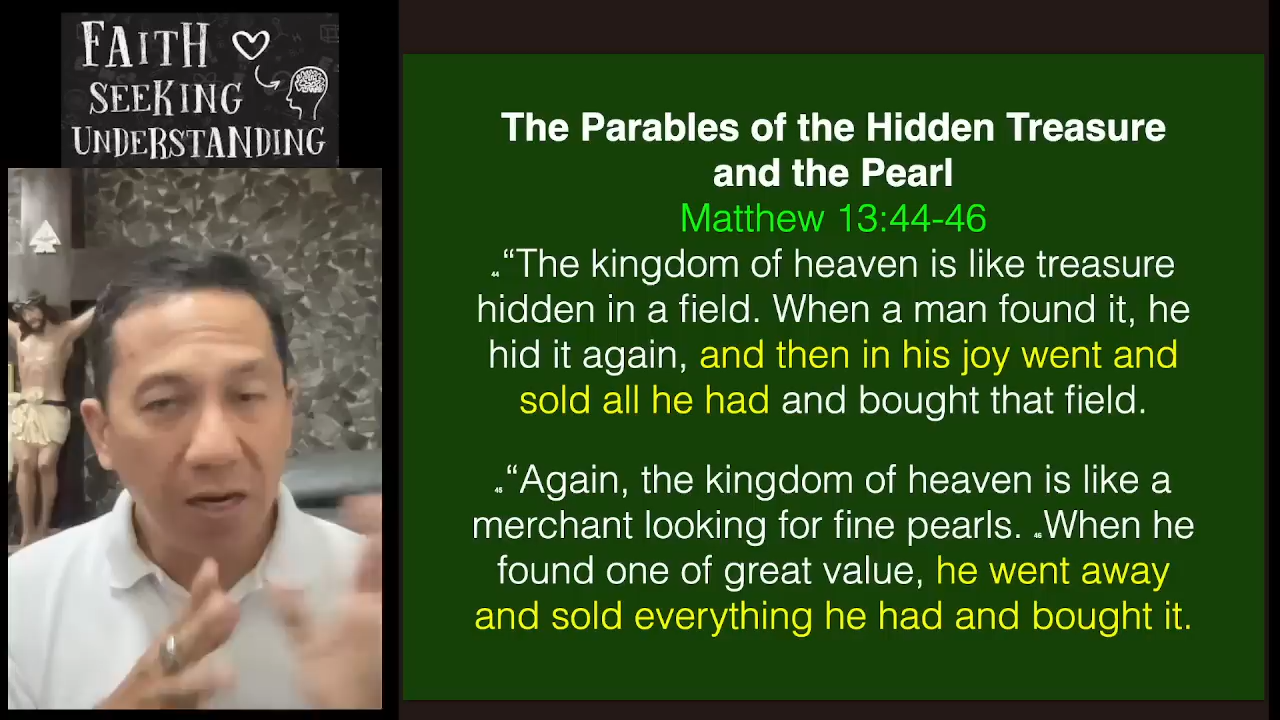 FAITH
SEEKING
UNDERSTANDING
The Parables of the Hidden Treasure
and the Pearl
Matthew 13:44-46
44 “The kingdom of heaven is like treasure
hidden in a field. When a man found it, he
hid it again, and then in his joy went and
sold all he had and bought that field.
45 “Again, the kingdom of heaven is like a
merchant looking for fine pearls. 46 When he
found one of great value, he went away
and sold everything he had and bought it.